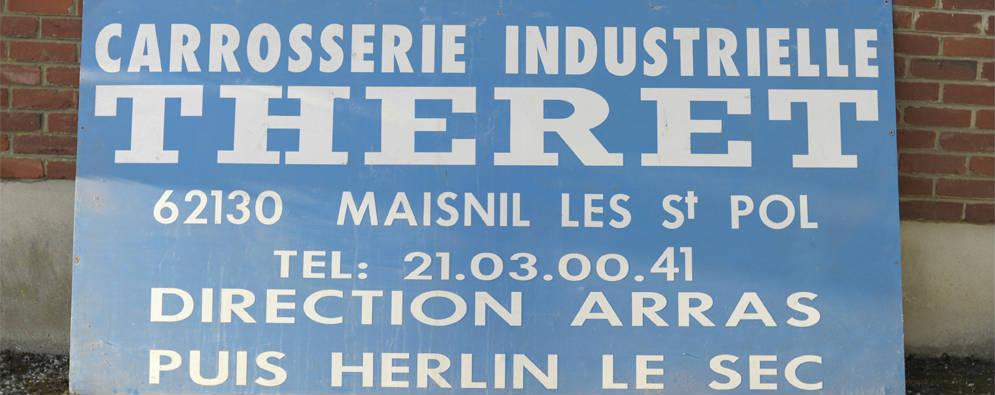 CARROSSERIE INDUSTRIELLE
THERET
62130 MAISNIL LES St POL
TEL: 21.03.00.41
DIRECTION ARRAS
PUIS HERLIN LE SEC